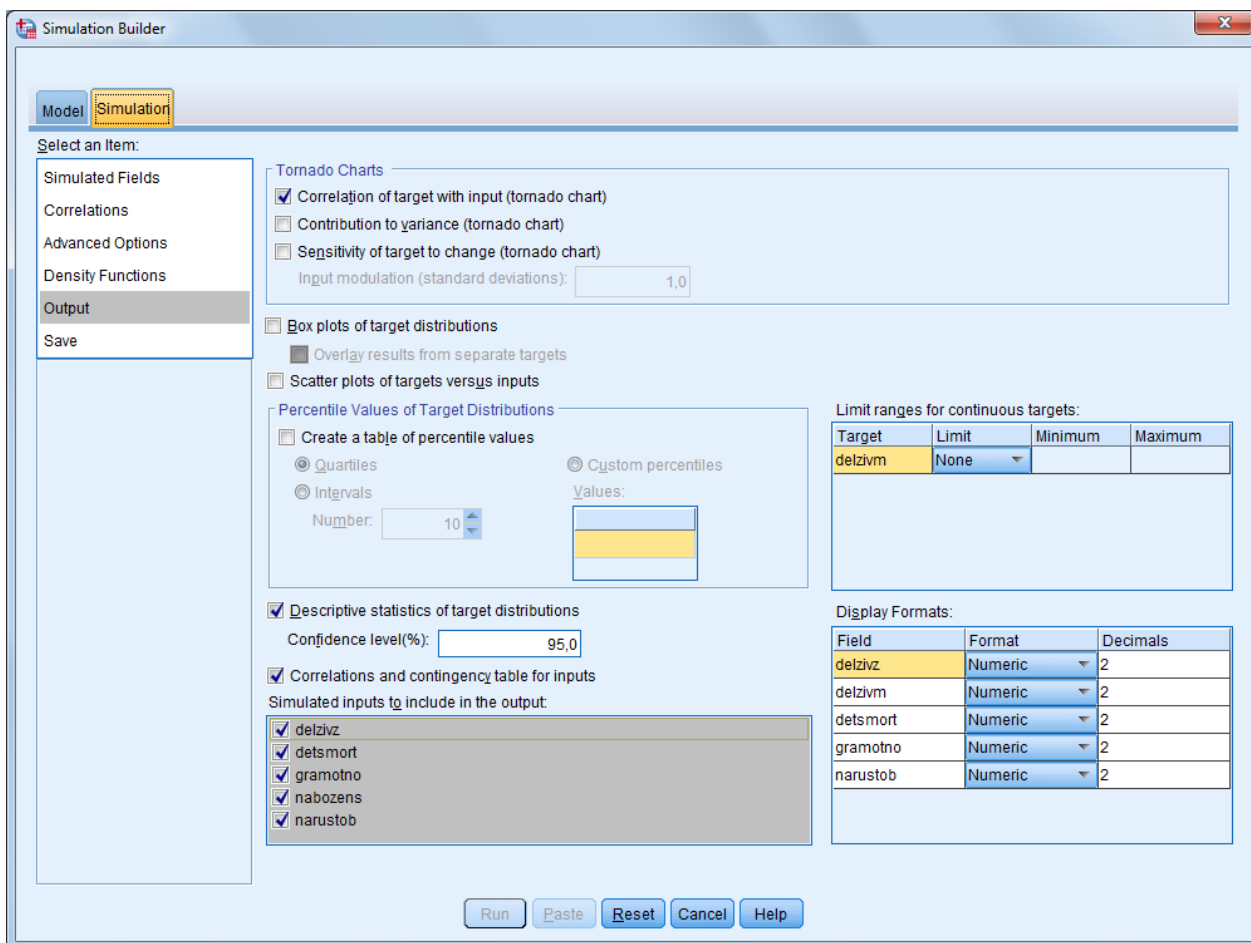 Simulation Builder
Model Simulation
Select an Item:
Simulated Fields
Correlations
Advanced Options
Density Functions
Output
Save
Tornado Charts
Correlation of target with input (tornado chart)
Contribution to variance (tornado chart)
Sensitivity of target to change (tornado chart)
Input modulation (standard deviations): 1,0
Box plots of target distributions
Overlay results from separate targets
Scatter plots of targets versus inputs
Percentile Values of Target Distributions
Create a table of percentile values
Quartiles
Custom percentiles
Intervals
Values:
Number: 10
Limit ranges for continuous targets:
Target Limit Minimum Maximum
delzivm None
Descriptive statistics of target distributions
Confidence level(%): 95,0
Correlations and contingency table for inputs
Simulated inputs to include in the output:
delzivz
detsmort
gramotno
nabozens
narustob
Display Formats:
Field Format Decimals
delzivz Numeric 2
delzivm Numeric 2
detsmort Numeric 2
gramotno Numeric 2
narustob Numeric 2
Run Paste Reset Cancel Help